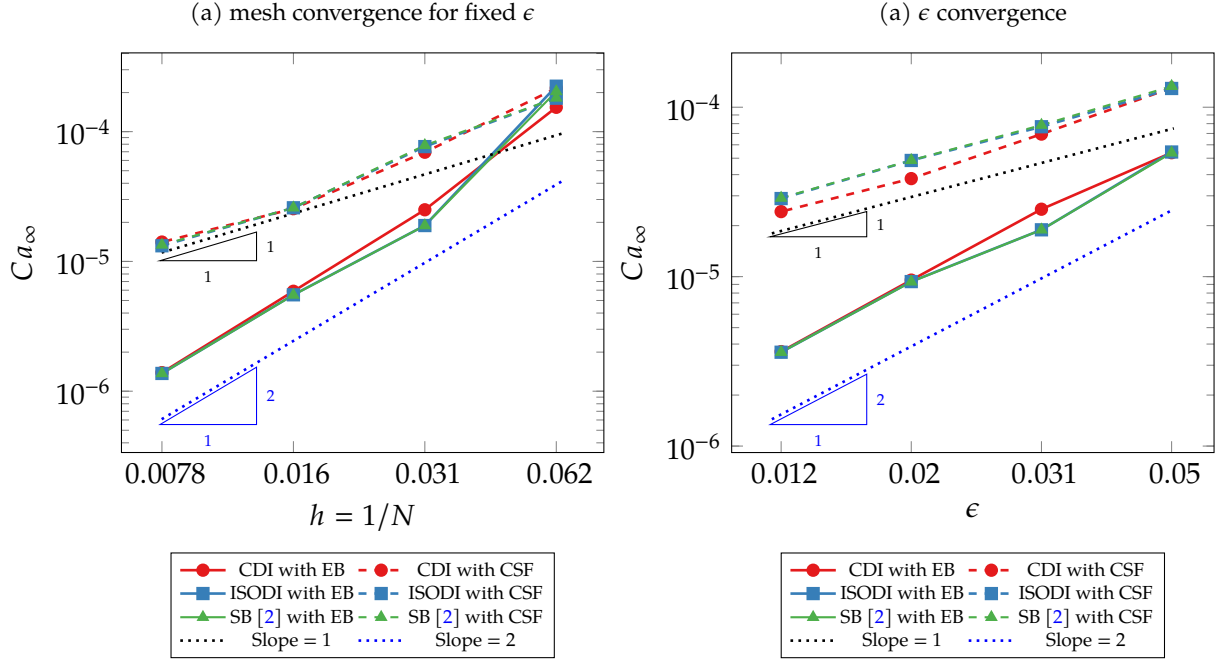 (a) mesh convergence for fixed ϵ
10⁻⁴
10⁻⁵
10⁻⁶
Ca∞
1
1
2
1
0.0078 0.016 0.031 0.062
h = 1/N
CDI with EB CDI with CSF
ISODI with EB ISODI with CSF
SB [2] with EB SB [2] with CSF
Slope = 1 Slope = 2
(a) ϵ convergence
10⁻⁴
10⁻⁵
10⁻⁶
Ca∞
1
1
2
1
0.012 0.02 0.031 0.05
ϵ
CDI with EB CDI with CSF
ISODI with EB ISODI with CSF
SB [2] with EB SB [2] with CSF
Slope = 1 Slope = 2